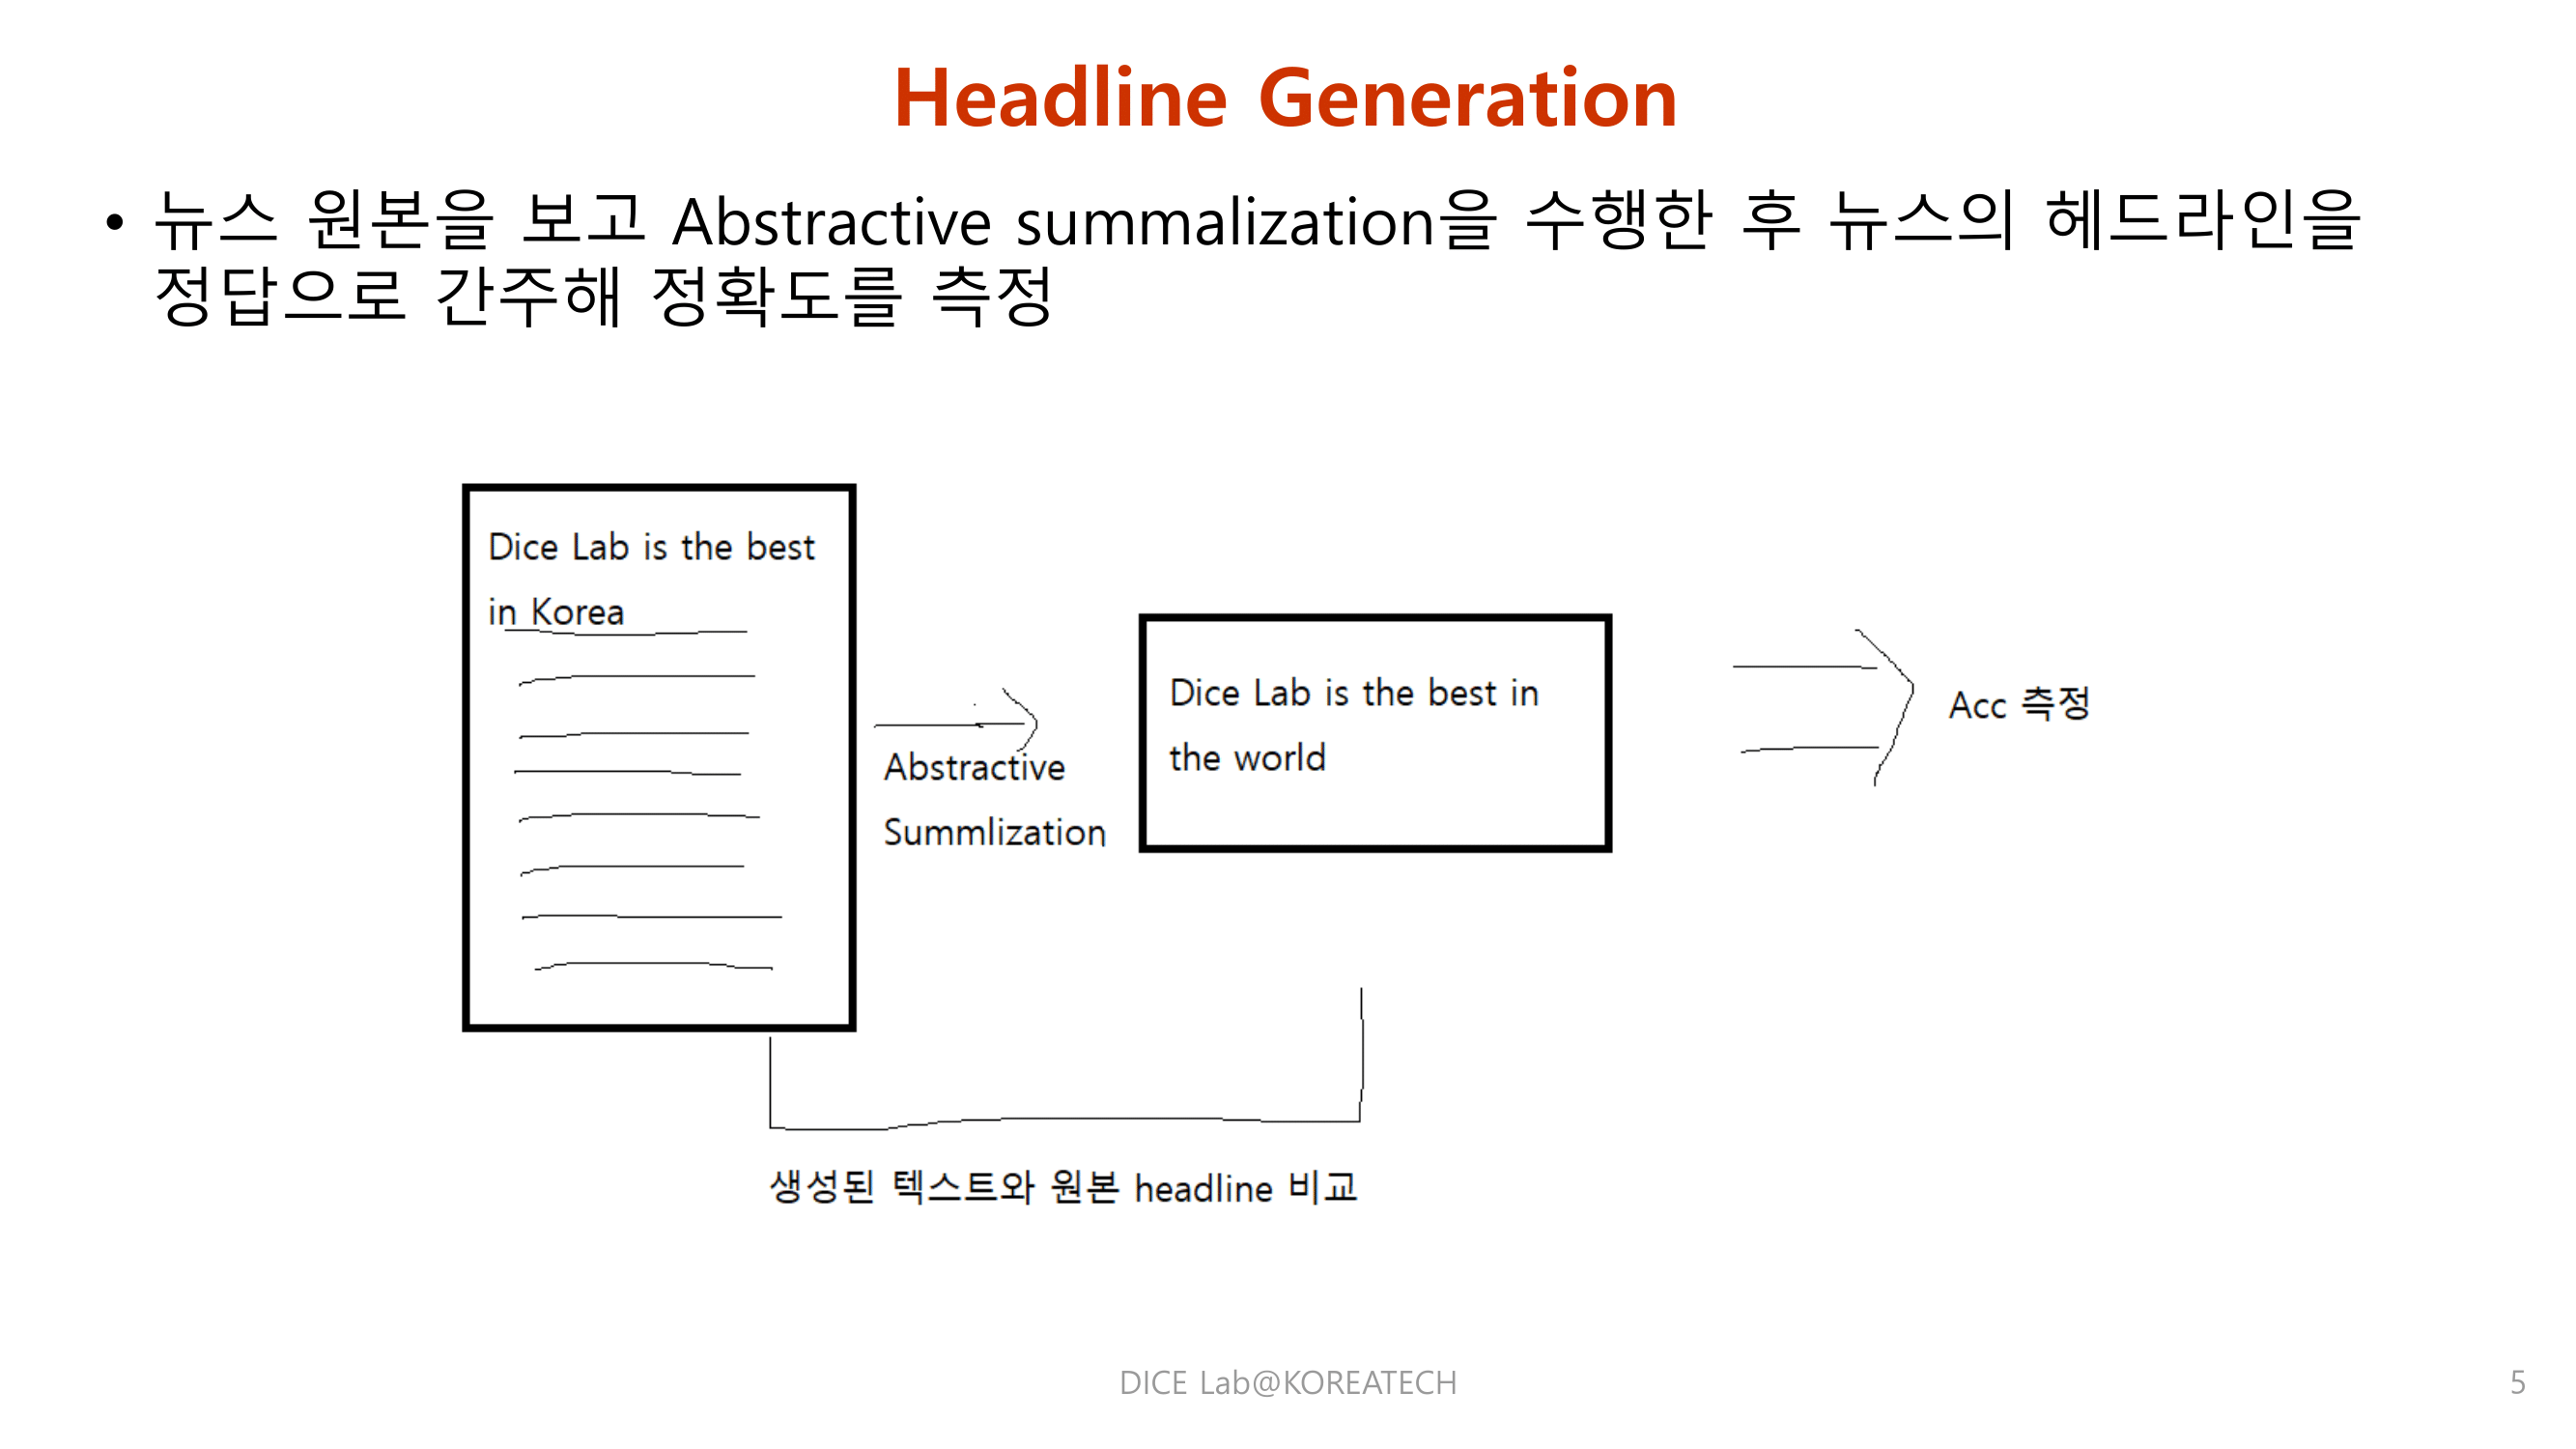 Headline Generation
• 뉴스 원본을 보고 Abstractive summalization을 수행한 후 뉴스의 헤드라인을
정답으로 간주해 정확도를 측정
Dice Lab is the best
in Korea
Abstractive
Summlization
Dice Lab is the best in
the world
Acc 측정
생성된 텍스트와 원본 headline 비교
DICE Lab@KOREATECH
5